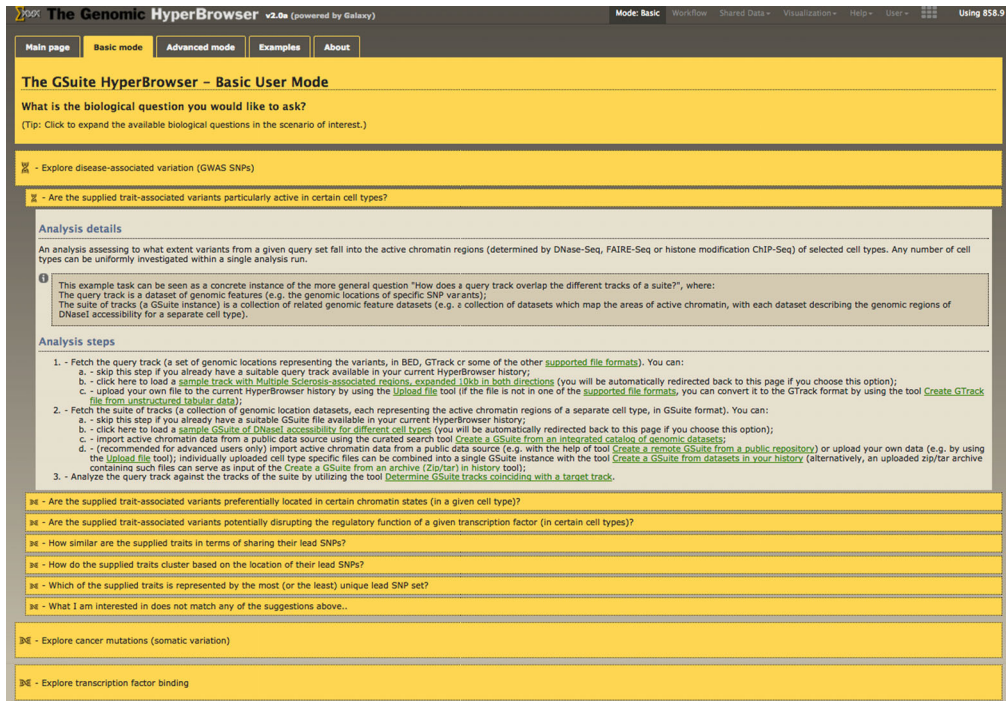 The Genomic HyperBrowser v2.0a (powered by Galaxy)
Mode: Basic Workflow Shared Data Visualization Help User Using 858.9
Main page Basic mode Advanced mode Examples About
The GSuite HyperBrowser - Basic User Mode
What is the biological question you would like to ask?
(Tip: Click to expand the available biological questions in the scenario of interest.)
- Explore disease-associated variation (GWAS SNPs)
- Are the supplied trait-associated variants particularly active in certain cell types?
Analysis details
An analysis assessing to what extent variants from a given query set fall into the active chromatin regions (determined by DNase-Seq, FAIRE-Seq or histone modification ChIP-Seq) of selected cell types. Any number of cell
types can be uniformly investigated within a single analysis run.
This example task can be seen as a concrete instance of the more general question "How does a query track overlap the different tracks of a suite?", where:
The query track is a dataset of genomic features (e.g. the genomic locations of specific SNP variants);
The suite of tracks (a GSuite instance) is a collection of related genomic feature datasets (e.g. a collection of datasets which map the areas of active chromatin, with each dataset describing the genomic regions of
DNaseI accessibility for a separate cell type).
Analysis steps
1. - Fetch the query track (a set of genomic locations representing the variants, in BED, GTrack or some of the other supported file formats). You can:
a. - skip this step if you already have a suitable query track available in your current HyperBrowser history;
b. - click here to load a sample track with Multiple Sclerosis-associated regions, expanded 10kb in both directions (you will be automatically redirected back to this page if you choose this option);
c. - upload your own file to the current HyperBrowser history by using the Upload file tool (if the file is not in one of the supported file formats, you can convert it to the GTrack format by using the tool Create GTrack
file from unstructured tabular data);
2. - Fetch the suite of tracks (a collection of genomic location datasets, each representing the active chromatin regions of a separate cell type, in GSuite format). You can:
a. - skip this step if you already have a suitable GSuite file available in your current HyperBrowser history;
b. - click here to load a sample GSuite of DNaseI accessibility for different cell types (you will be automatically redirected back to this page if you choose this option);
c. - import active chromatin data from a public data source using the curated search tool Create a GSuite from an integrated catalog of genomic datasets;
d. - (recommended for advanced users only) import active chromatin data from a public data source (e.g. with the help of tool Create a remote GSuite from a public repository) or upload your own data (e.g. by using
the Upload file tool); individually uploaded cell type specific files can be combined into a single GSuite instance with the tool Create a GSuite from datasets in your history (alternatively, an uploaded zip/tar archive
containing such files can serve as input of the Create a GSuite from an archive (Zip/tar) in history tool);
3. - Analyze the query track against the tracks of the suite by utilizing the tool Determine GSuite tracks coinciding with a target track.
- Are the supplied trait-associated variants preferentially located in certain chromatin states (in a given cell type)?
- Are the supplied trait-associated variants potentially disrupting the regulatory function of a given transcription factor (in certain cell types)?
- How similar are the supplied traits in terms of sharing their lead SNPs?
- How do the supplied traits cluster based on the location of their lead SNPs?
- Which of the supplied traits is represented by the most (or the least) unique lead SNP set?
- What I am interested in does not match any of the suggestions above..
- Explore cancer mutations (somatic variation)
- Explore transcription factor binding